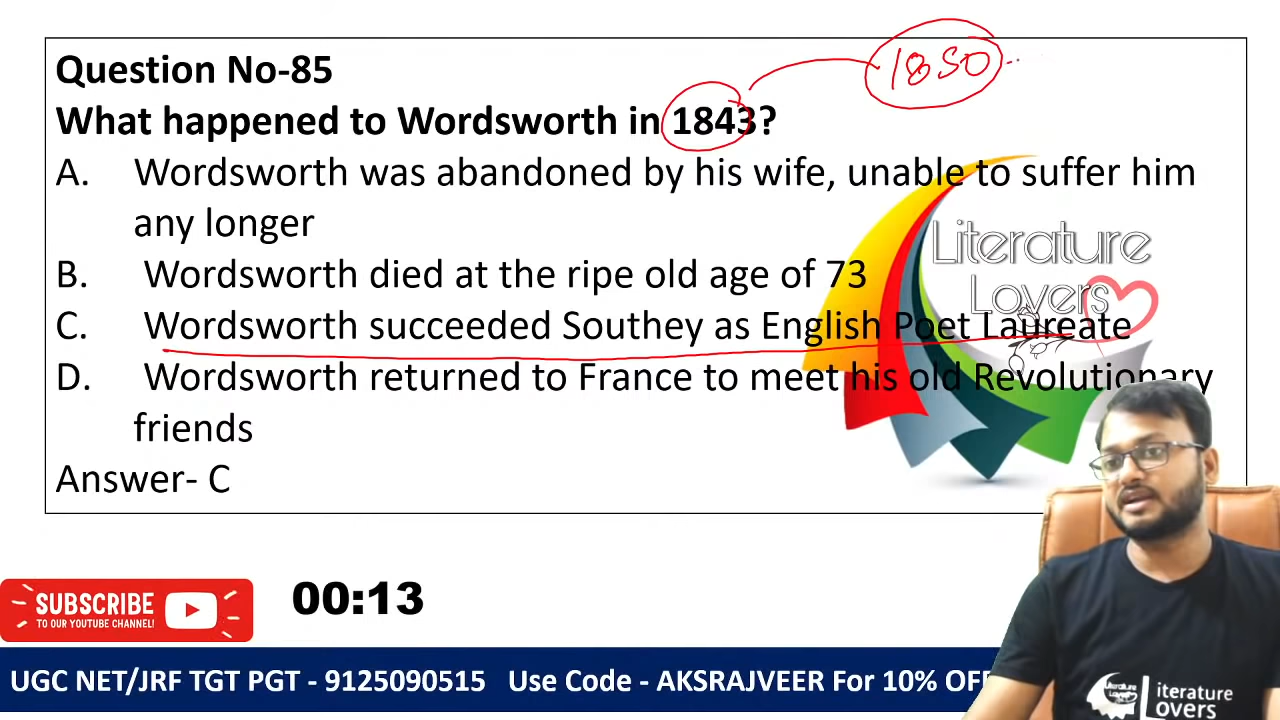 Question No-85
1850
What happened to Wordsworth in 1843?
A. Wordsworth was abandoned by his wife, unable to suffer him
any longer
B. Wordsworth died at the ripe old age of 73
C. Wordsworth succeeded Southey as English Poet Laureate
D. Wordsworth returned to France to meet his old Revolutionary
friends
Answer- C
Literature
Lovers
SUBSCRIBE
TO OUR YOUTUBE CHANNEL!
00:13
UGC NET/JRF TGT PGT - 9125090515 Use Code - AKSRAJVEER For 10% OFF
Literature
Lovers
iterature
overs